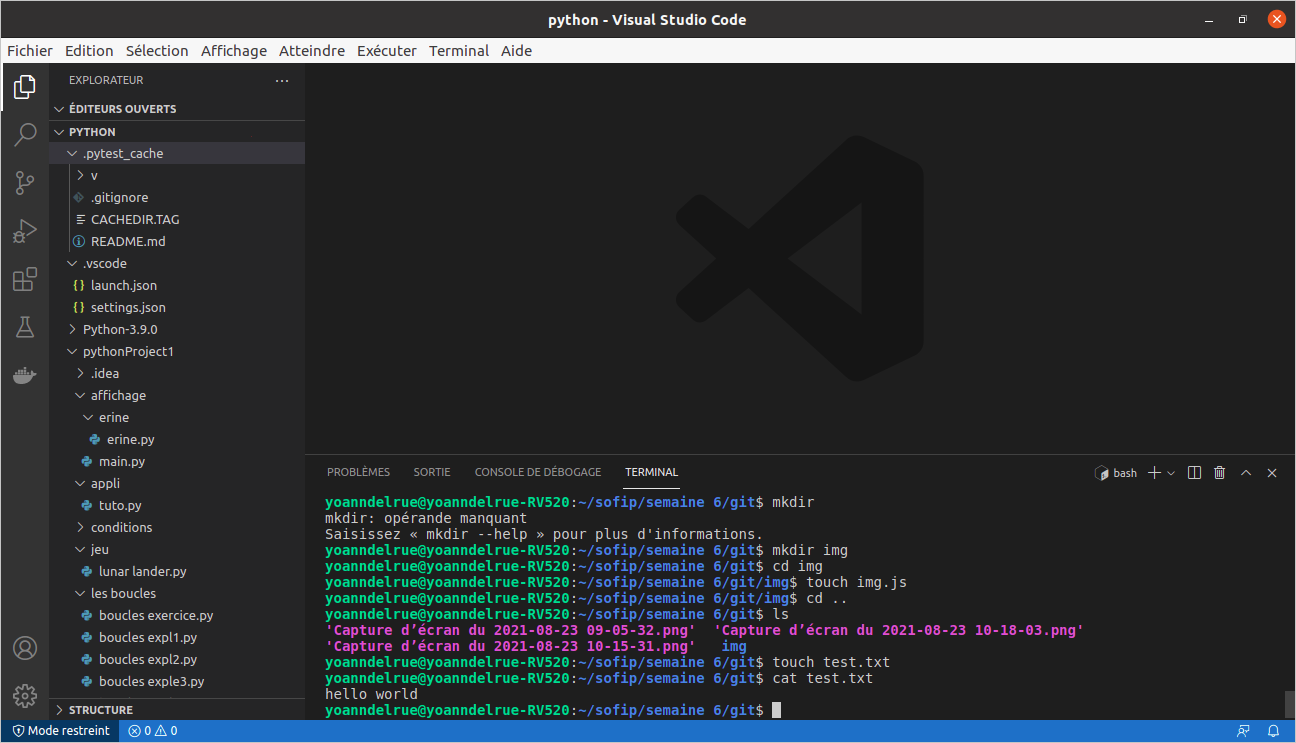 python - Visual Studio Code
Fichier Edition Sélection Affichage Atteindre Exécuter Terminal Aide
EXPLORATEUR
ÉDITEURS OUVERTS
PYTHON
.pytest_cache
v
.gitignore
CACHEDIR.TAG
README.md
.vscode
launch.json
settings.json
Python-3.9.0
pythonProject1
.idea
affichage
erine
erine.py
main.py
appli
tuto.py
conditions
jeu
lunar lander.py
les boucles
boucles exercice.py
boucles expl1.py
boucles expl2.py
boucles exple3.py
STRUCTURE
PROBLÈMES SORTIE CONSOLE DE DÉBOGAGE TERMINAL bash
yoanndelrue@yoanndelrue-RV520:~/sofip/semaine 6/git$ mkdir
mkdir: opérande manquant
Saisissez « mkdir --help » pour plus d'informations.
yoanndelrue@yoanndelrue-RV520:~/sofip/semaine 6/git$ mkdir img
yoanndelrue@yoanndelrue-RV520:~/sofip/semaine 6/git$ cd img
yoanndelrue@yoanndelrue-RV520:~/sofip/semaine 6/git/img$ touch img.js
yoanndelrue@yoanndelrue-RV520:~/sofip/semaine 6/git/img$ cd ..
yoanndelrue@yoanndelrue-RV520:~/sofip/semaine 6/git$ ls
'Capture d’écran du 2021-08-23 09-05-32.png' 'Capture d’écran du 2021-08-23 10-18-03.png'
'Capture d’écran du 2021-08-23 10-15-31.png' img
yoanndelrue@yoanndelrue-RV520:~/sofip/semaine 6/git$ touch test.txt
yoanndelrue@yoanndelrue-RV520:~/sofip/semaine 6/git$ cat test.txt
hello world
yoanndelrue@yoanndelrue-RV520:~/sofip/semaine 6/git$
Mode restreint 0 0